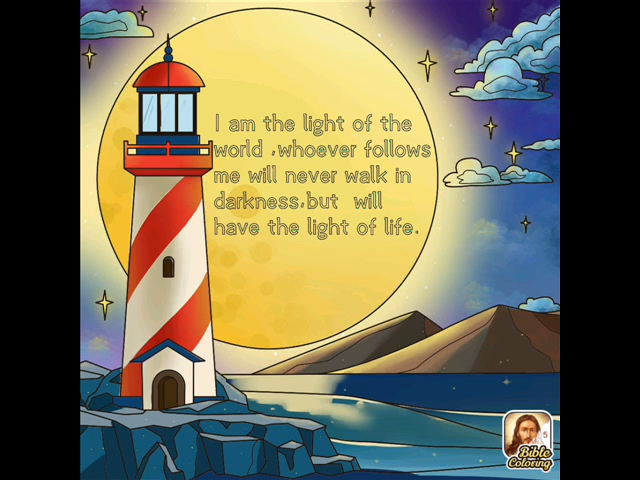 I am the light of the
world ,whoever follows
me will never walk in
darkness,but will
have the light of life.
5
Bible
Coloring